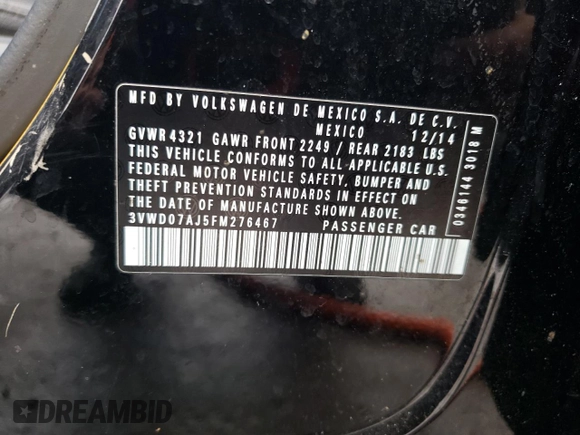 MFD BY VOLKSWAGEN DE MEXICO S.A. DE C.V.
MEXICO 12/14
GVWR 4321 GAWR FRONT 2249 / REAR 2183 LBS
THIS VEHICLE CONFORMS TO ALL APPLICABLE U.S.
FEDERAL MOTOR VEHICLE SAFETY, BUMPER AND
THEFT PREVENTION STANDARDS IN EFFECT ON
THE DATE OF MANUFACTURE SHOWN ABOVE.
3VWD07AJ5FM276467 PASSENGER CAR
0346144 3018 M
DREAMBID